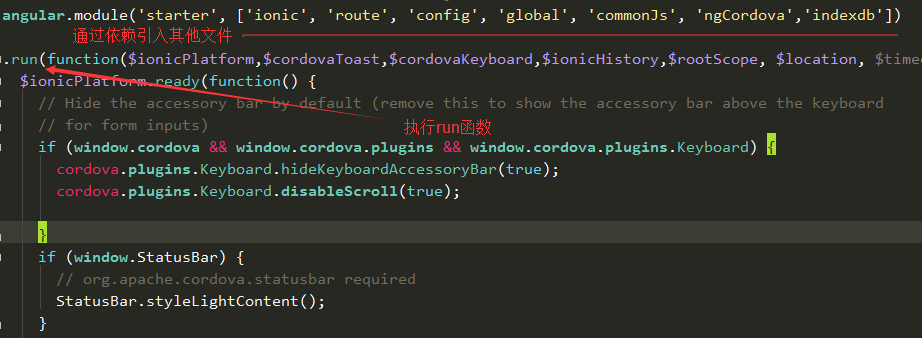 angular.module('starter', ['ionic', 'route', 'config', 'global', 'commonJs', 'ngCordova','indexdb'])
通过依赖引入其他文件
.run(function($ionicPlatform,$cordovaToast,$cordovaKeyboard,$ionicHistory,$rootScope, $location, $timeo
$ionicPlatform.ready(function() {
// Hide the accessory bar by default (remove this to show the accessory bar above the keyboard
// for form inputs)
执行run函数
if (window.cordova && window.cordova.plugins && window.cordova.plugins.Keyboard) {
cordova.plugins.Keyboard.hideKeyboardAccessoryBar(true);
cordova.plugins.Keyboard.disableScroll(true);
}
if (window.StatusBar) {
// org.apache.cordova.statusbar required
StatusBar.styleLightContent();
}